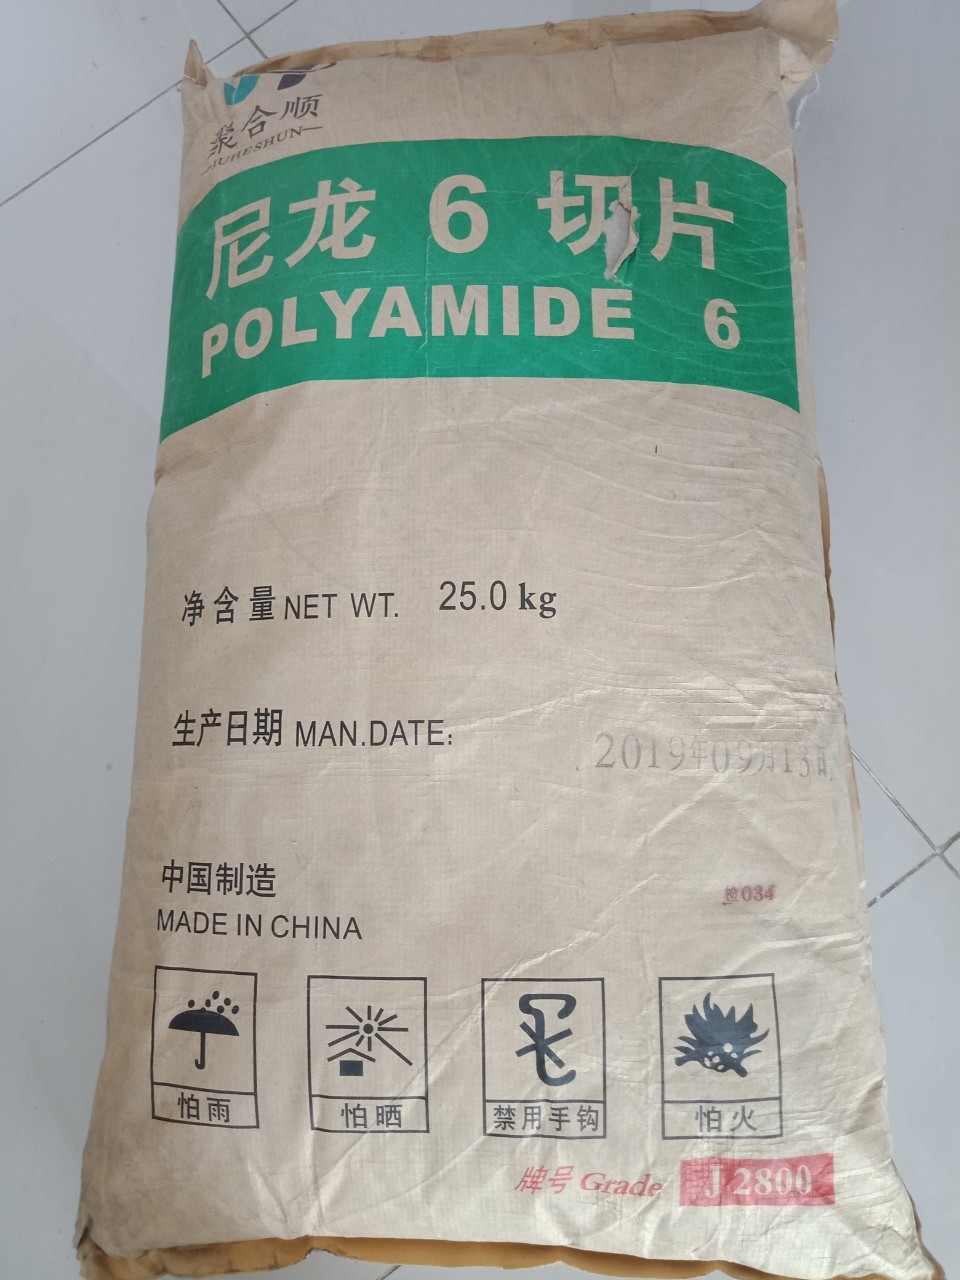 聚合顺
JUHESHUN
尼龙 6 切片
POLYAMIDE 6
净含量 NET WT. 25.0 kg
生产日期 MAN.DATE: 2019年09月13日
中国制造
检034
MADE IN CHINA
怕雨 怕晒 禁用手钩 怕火
牌号 Grade J 2800